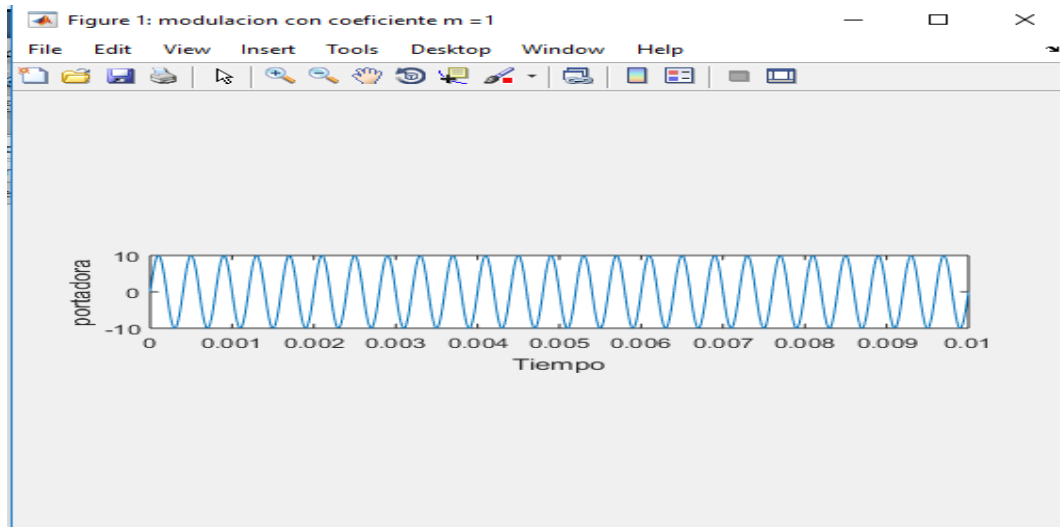 Figure 1: modulacion con coeficiente m =1
File Edit View Insert Tools Desktop Window Help
portadora
10
0
-10
0 0.001 0.002 0.003 0.004 0.005 0.006 0.007 0.008 0.009 0.01
Tiempo